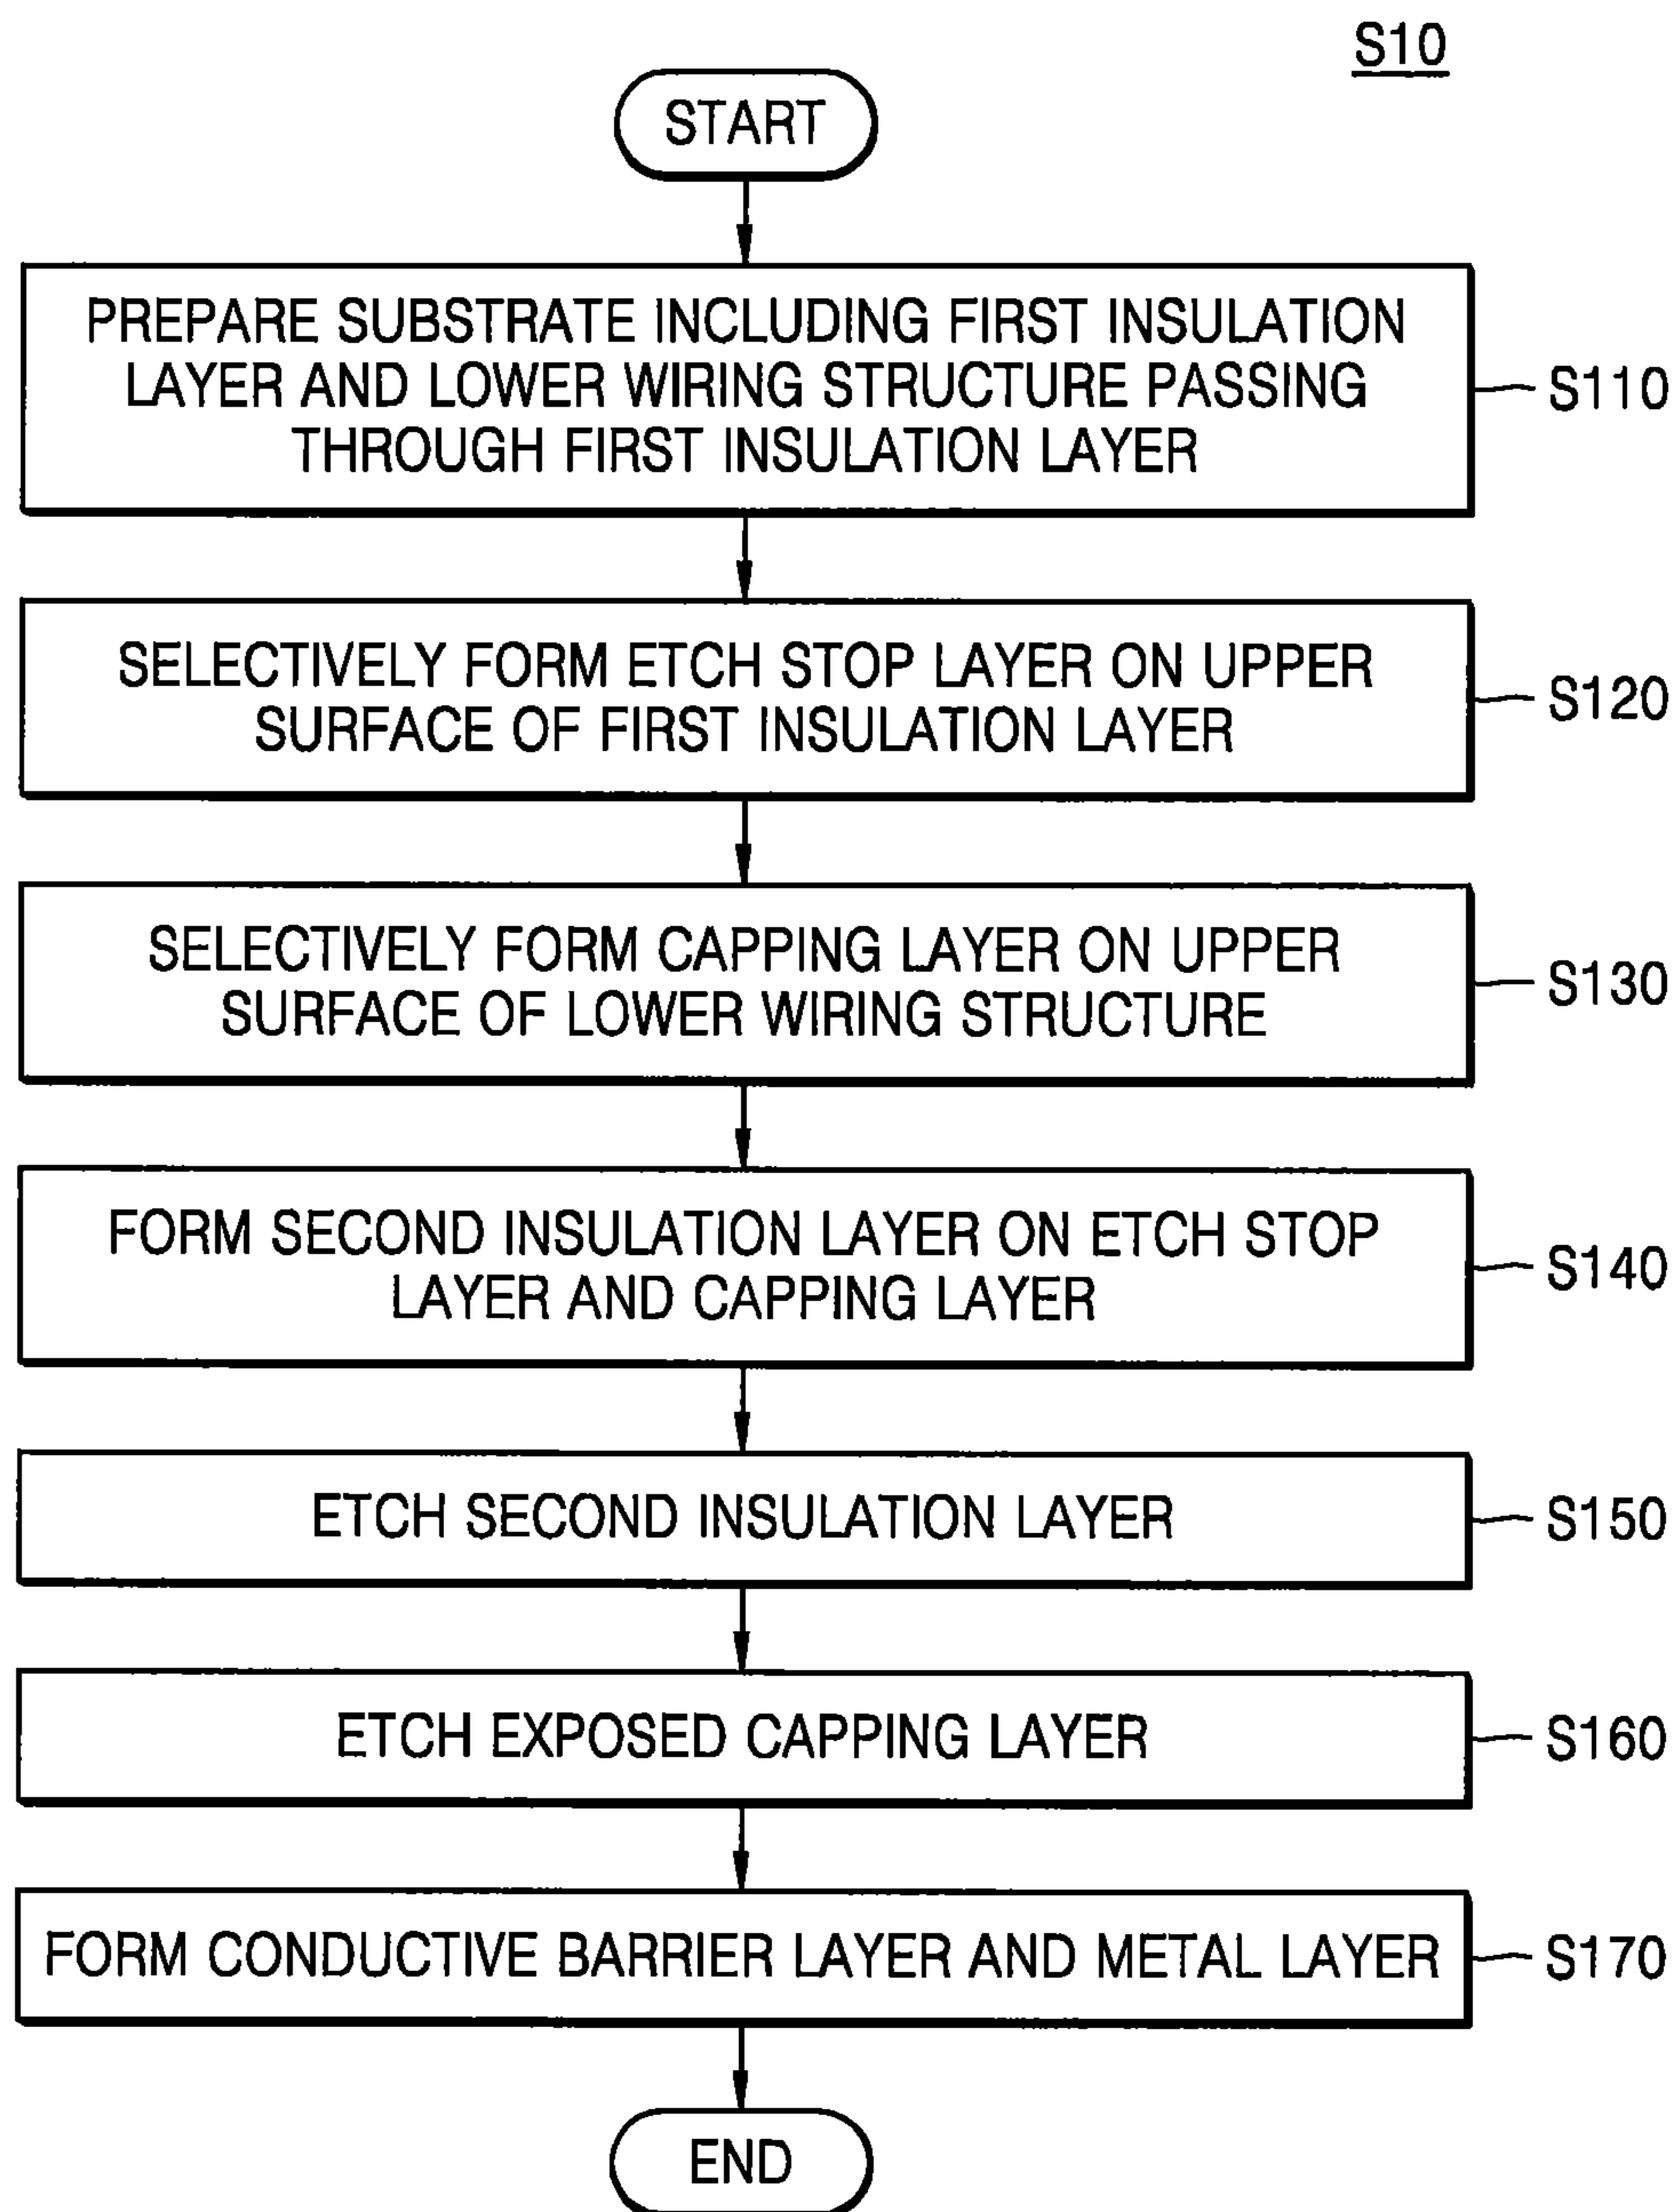 S10
START
PREPARE SUBSTRATE INCLUDING FIRST INSULATION
LAYER AND LOWER WIRING STRUCTURE PASSING
THROUGH FIRST INSULATION LAYER
S110
SELECTIVELY FORM ETCH STOP LAYER ON UPPER
SURFACE OF FIRST INSULATION LAYER
S120
SELECTIVELY FORM CAPPING LAYER ON UPPER
SURFACE OF LOWER WIRING STRUCTURE
S130
FORM SECOND INSULATION LAYER ON ETCH STOP
LAYER AND CAPPING LAYER
S140
ETCH SECOND INSULATION LAYER
S150
ETCH EXPOSED CAPPING LAYER
S160
FORM CONDUCTIVE BARRIER LAYER AND METAL LAYER
S170
END